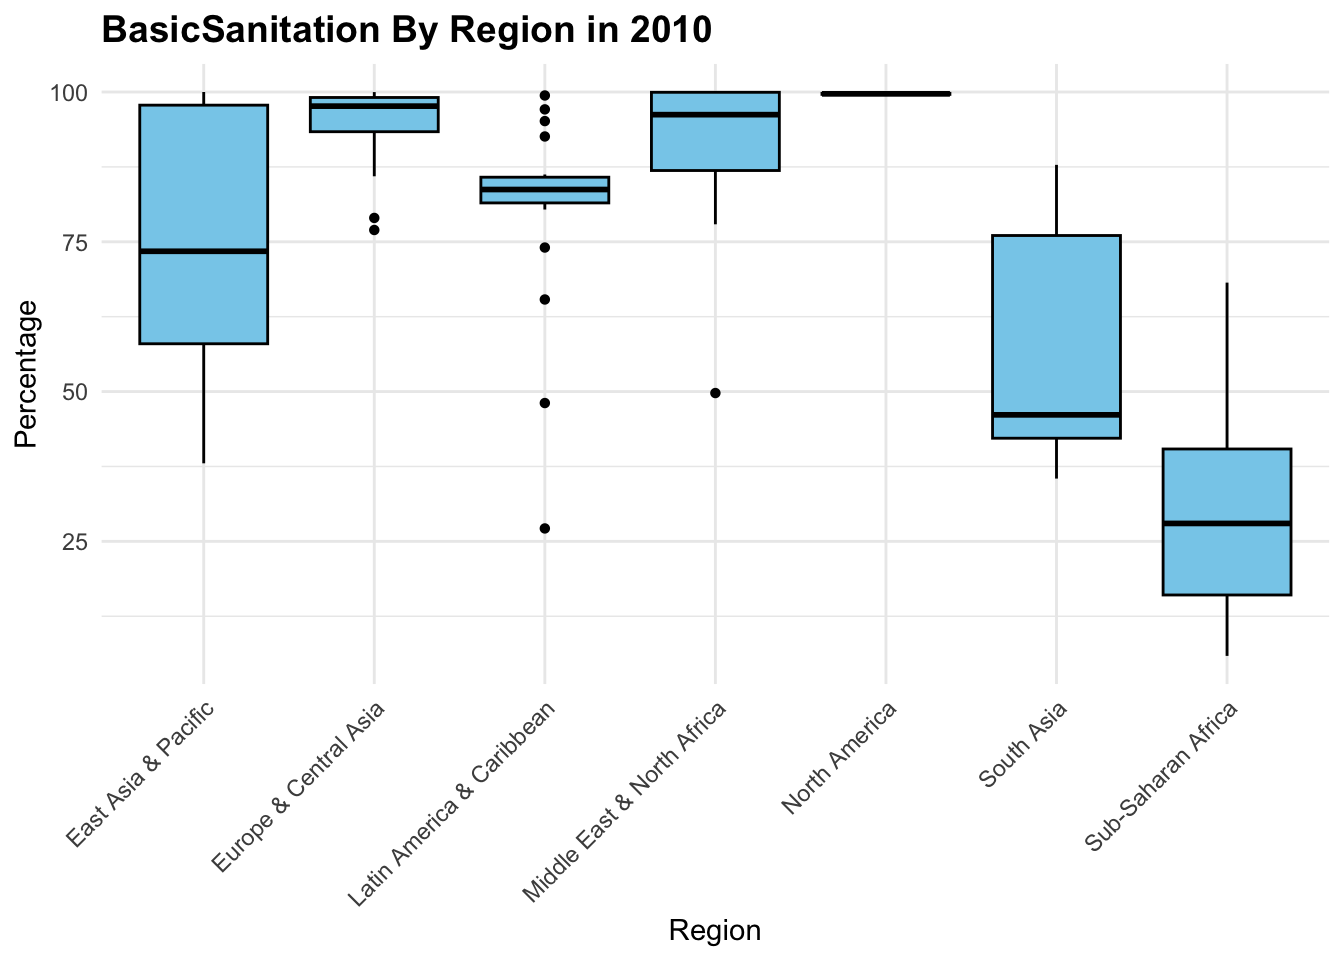 BasicSanitation By Region in 2010
Percentage
100
75
50
25
East Asia & Pacific
Europe & Central Asia
Latin America & Caribbean
Middle East & North Africa
North America
South Asia
Sub-Saharan Africa
Region